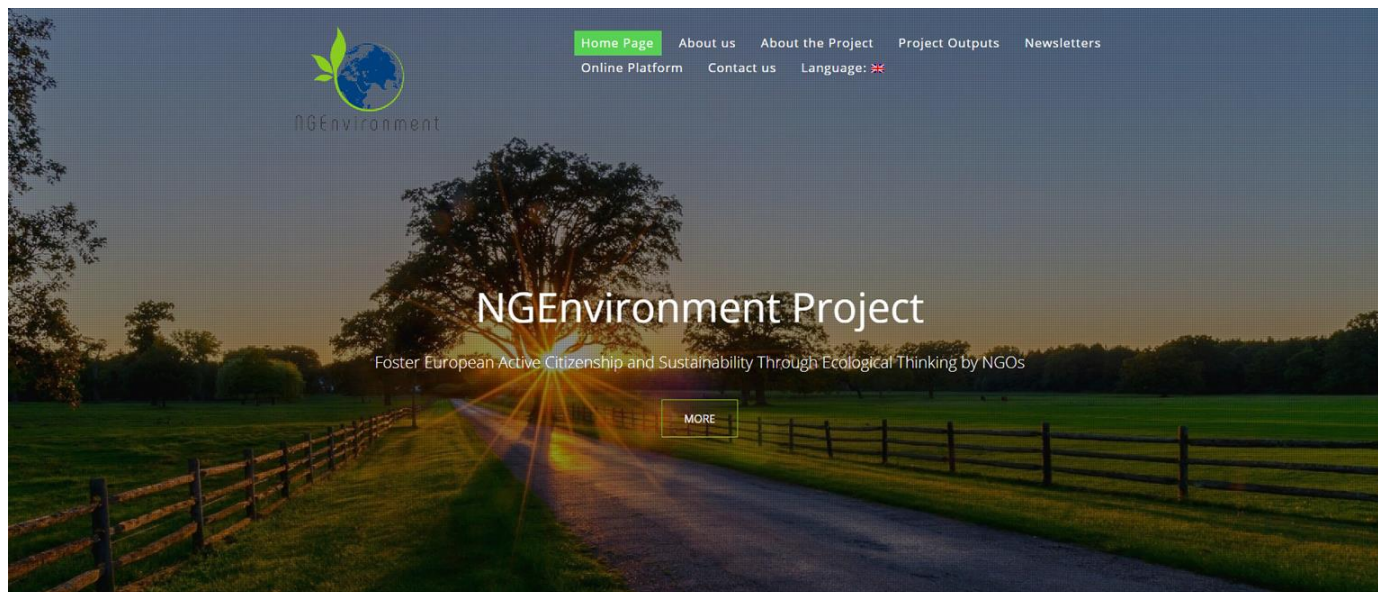 NGEnvironment
Home Page About us About the Project Project Outputs Newsletters
Online Platform Contact us Language:
NGEnvironment Project
Foster European Active Citizenship and Sustainability Through Ecological Thinking by NGOs
MORE